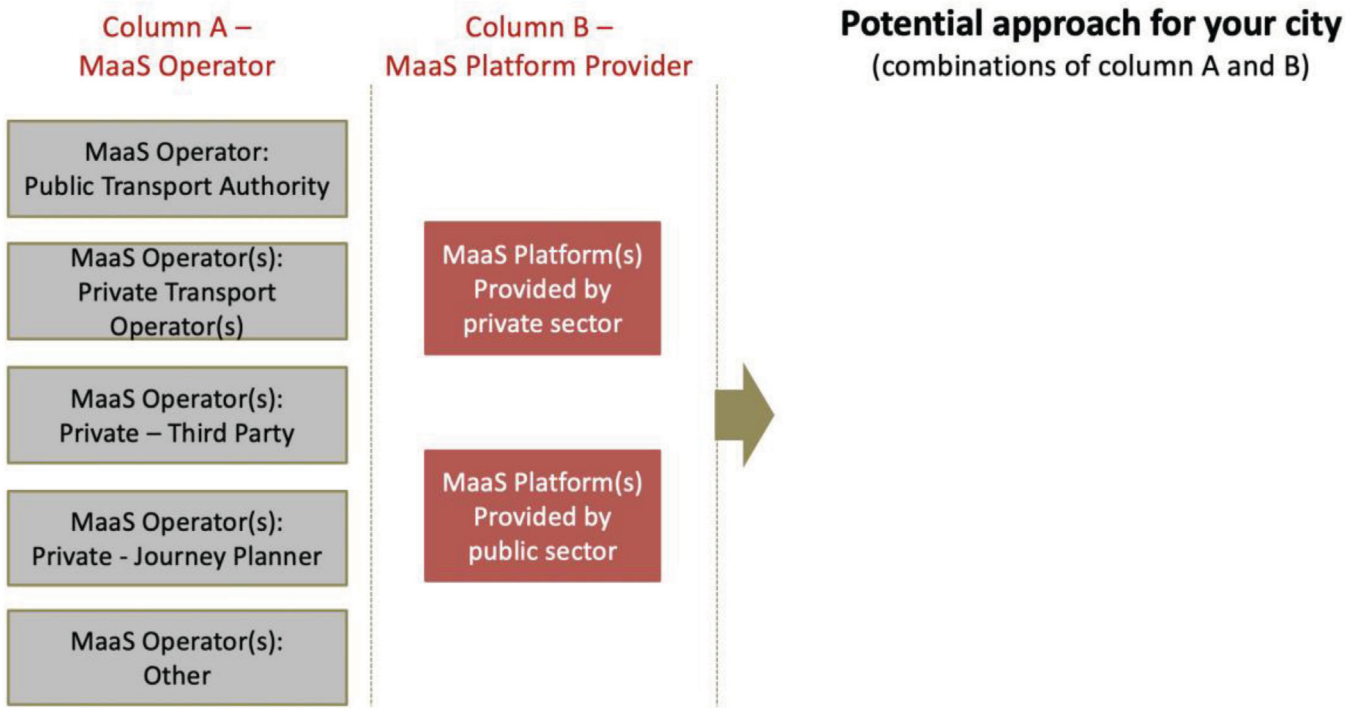 Column A –
MaaS Operator
Column B –
MaaS Platform Provider
Potential approach for your city
(combinations of column A and B)
MaaS Operator:
Public Transport Authority
MaaS Operator(s):
Private Transport
Operator(s)
MaaS Operator(s):
Private – Third Party
MaaS Operator(s):
Private - Journey Planner
MaaS Operator(s):
Other
MaaS Platform(s)
Provided by
private sector
MaaS Platform(s)
Provided by
public sector